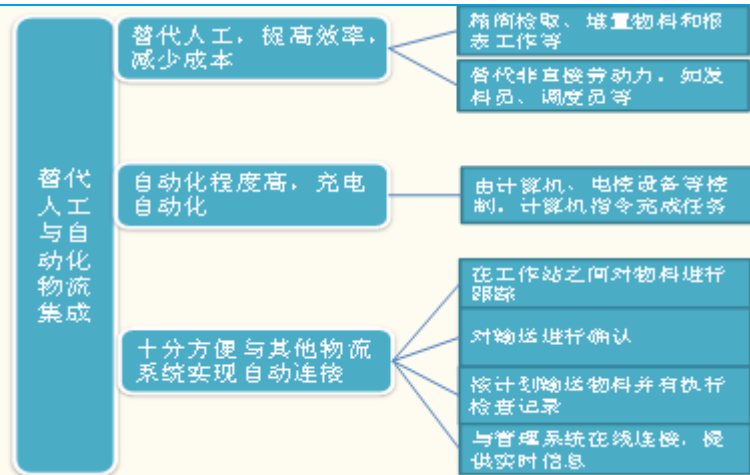 替代
人工
与自
动化
物流
集成
替代人工，提高效率，
减少成本
精简检取、堆置物料和报
表工作等
替代非直接劳动力，如发
料员、调度员等
自动化程度高，充电
自动化
由计算机、电控设备等控
制，计算机指令完成任务
十分方便与其他物流
系统实现自动连接
在工作站之间对物料进行
跟踪
对输送进行确认
按计划输送物料并有执行
检查记录
与管理系统在线连接，提
供实时信息